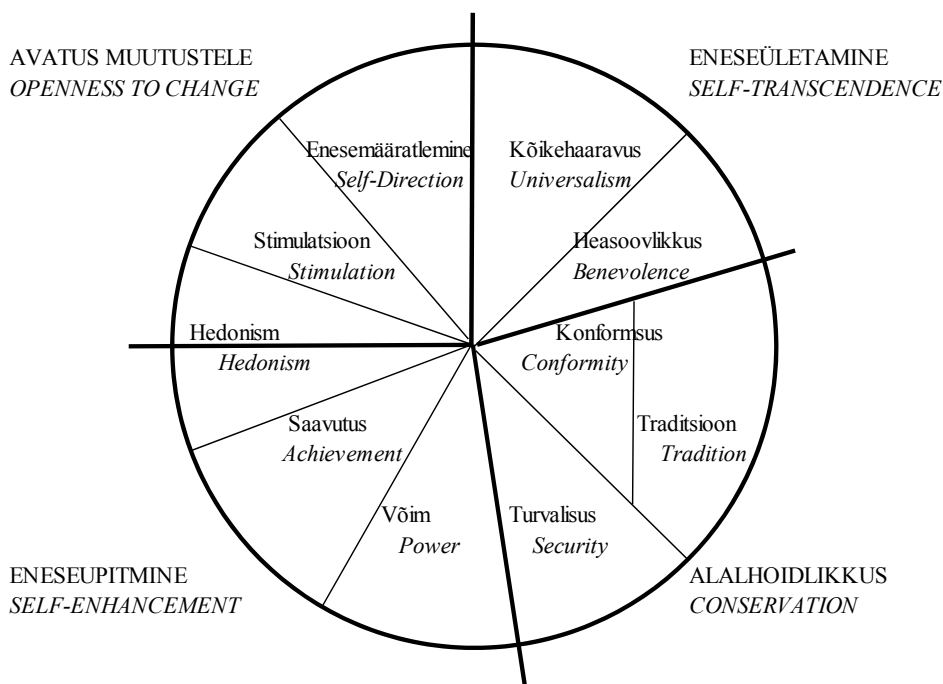 AVATUS MUUTUSTELE
OPENNESS TO CHANGE
ENESEÜLETAMINE
SELF-TRANSCENDENCE
Enesemääratlemine
Self-Direction
Kõikehaaravus
Universalism
Stimulatsioon
Stimulation
Heasoovlikkus
Benevolence
Hedonism
Hedonism
Konformsus
Conformity
Saavutus
Achievement
Traditsioon
Tradition
Võim
Power
Turvalisus
Security
ENESEUPITMINE
SELF-ENHANCEMENT
ALALHOIDLIKKUS
CONSERVATION